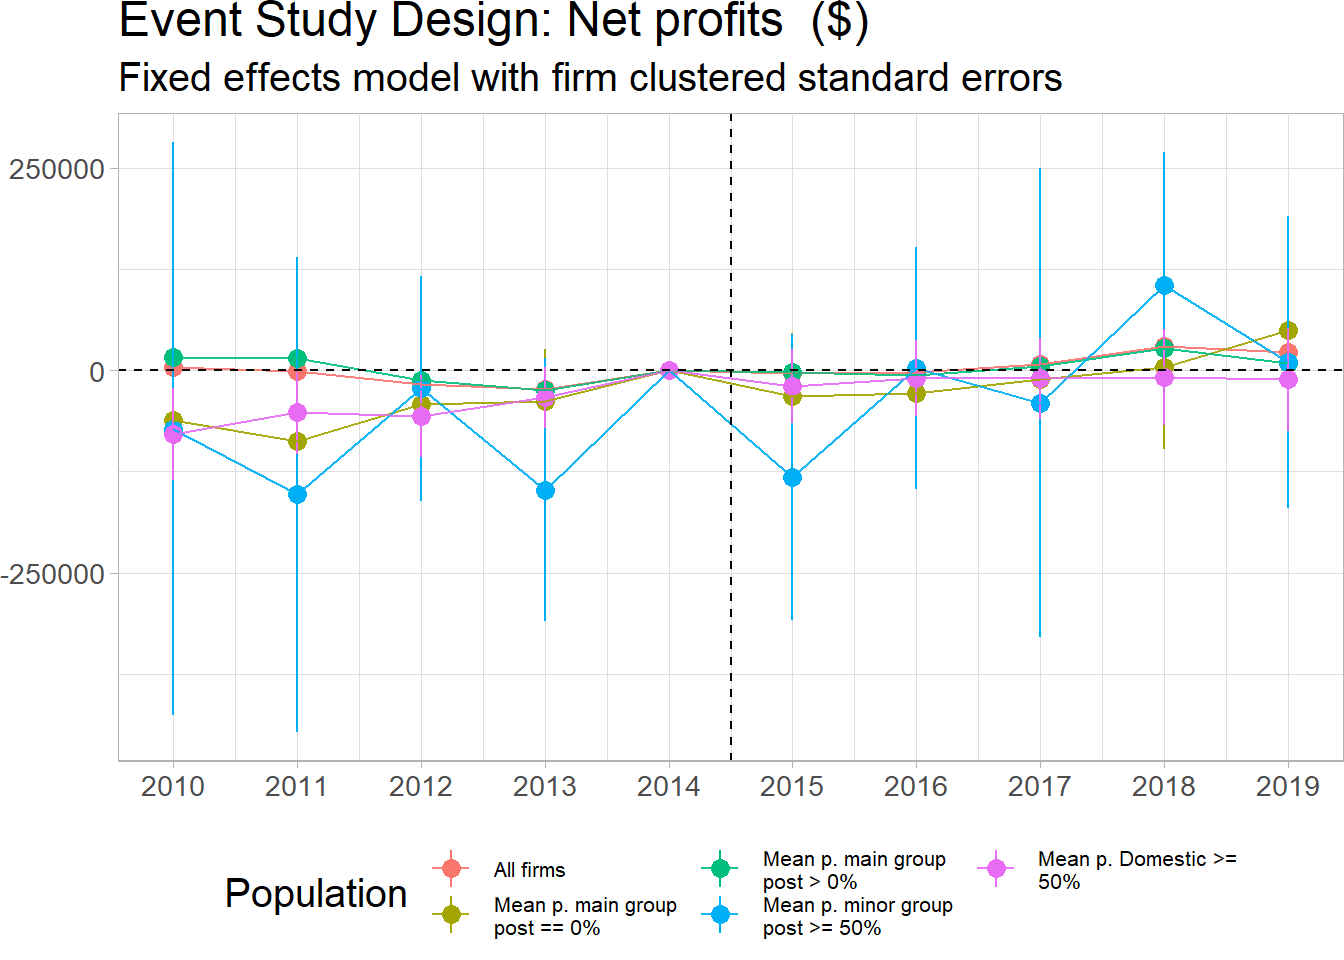 Event Study Design: Net profits  ($)
Fixed effects model with firm clustered standard errors
250000
0
-250000
2010 2011 2012 2013 2014 2015 2016 2017 2018 2019
Population
All firms
Mean p. main group
post == 0%
Mean p. main group
post > 0%
Mean p. minor group
post >= 50%
Mean p. Domestic >=
50%